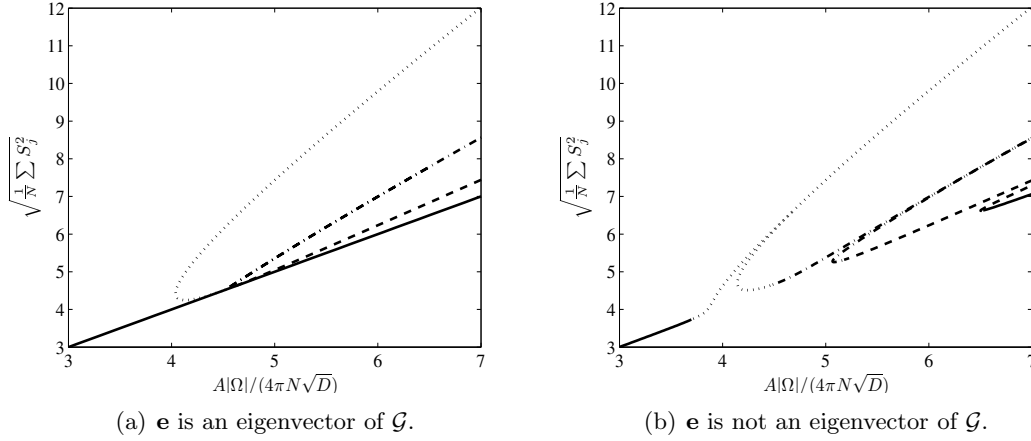 12
11
10
9
8
7
6
5
4
3
3 4 5 6 7
√(1/N ∑ S_j^2)
A|Ω|/(4πN√D)
(a) e is an eigenvector of 𝒢.
12
11
10
9
8
7
6
5
4
3
3 4 5 6 7
√(1/N ∑ S_j^2)
A|Ω|/(4πN√D)
(b) e is not an eigenvector of 𝒢.